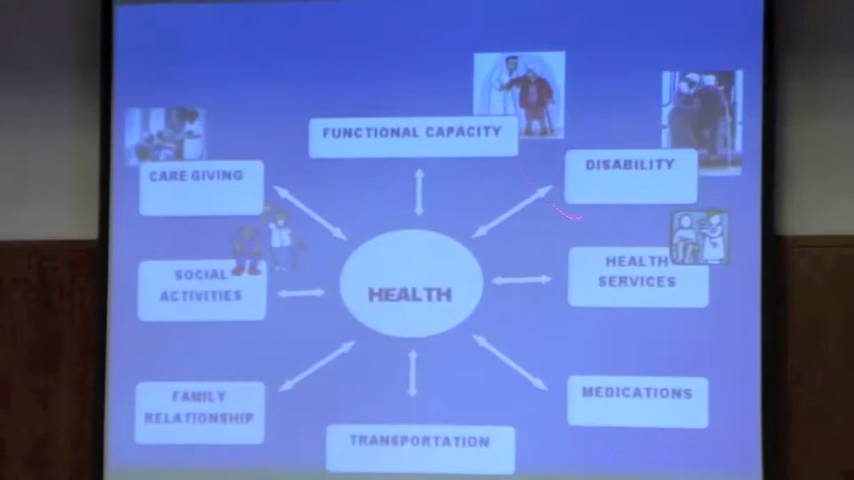 FUNCTIONAL CAPACITY
CARE GIVING
DISABILITY
SOCIAL
ACTIVITIES
HEALTH
HEALTH
SERVICES
FAMILY
RELATIONSHIP
MEDICATIONS
TRANSPORTATION